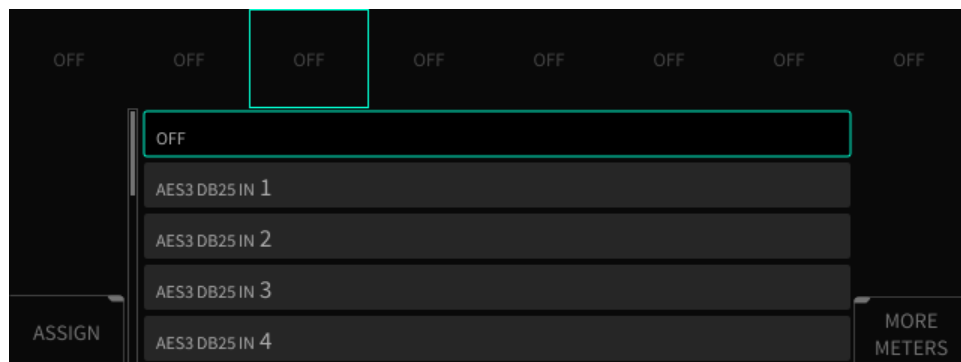 OFF OFF OFF OFF OFF OFF OFF OFF
OFF
AES3 DB25 IN 1
AES3 DB25 IN 2
AES3 DB25 IN 3
AES3 DB25 IN 4
ASSIGN
MORE
METERS